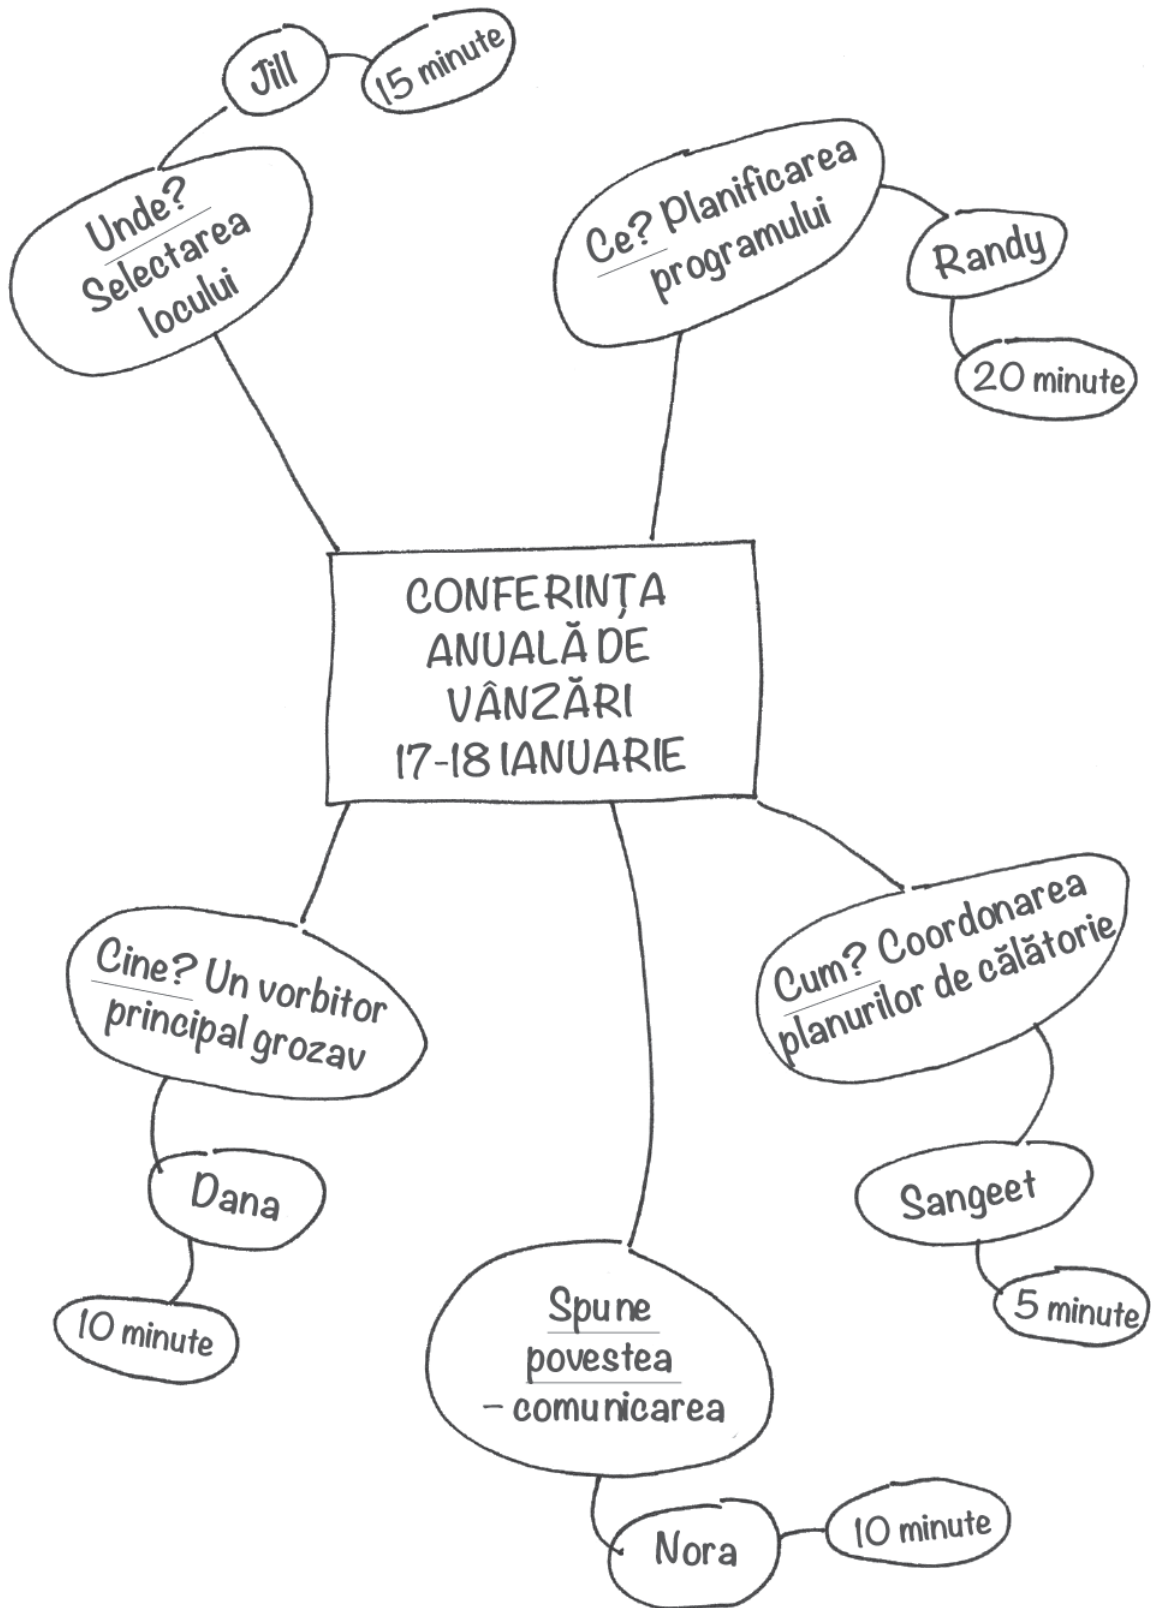 Jill
15 minute
Unde?
Selectarea
locului
Ce? Planificarea
programului
Randy
20 minute
CONFERINȚA
ANUALĂ DE
VÂNZĂRI
17-18 IANUARIE
Cine? Un vorbitor
principal grozav
Dana
10 minute
Cum? Coordonarea
planurilor de călătorie
Sangeet
5 minute
Spune
povestea
– comunicarea
Nora
10 minute